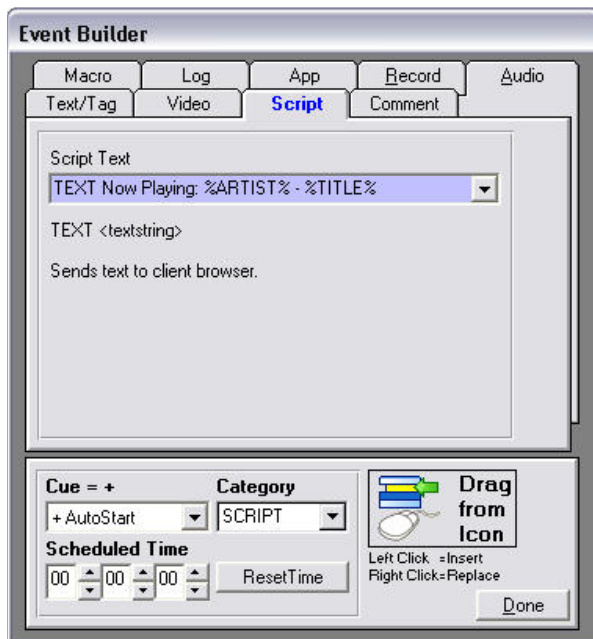 Event Builder
Macro Log App Record Audio
Text/Tag Video Script Comment
Script Text
TEXT Now Playing: %ARTIST% - %TITLE%
TEXT <textstring>
Sends text to client browser.
Cue = + Category
+ AutoStart SCRIPT
Scheduled Time
00 00 00 ResetTime
Drag
from
Icon
Left Click =Insert
Right Click=Replace
Done